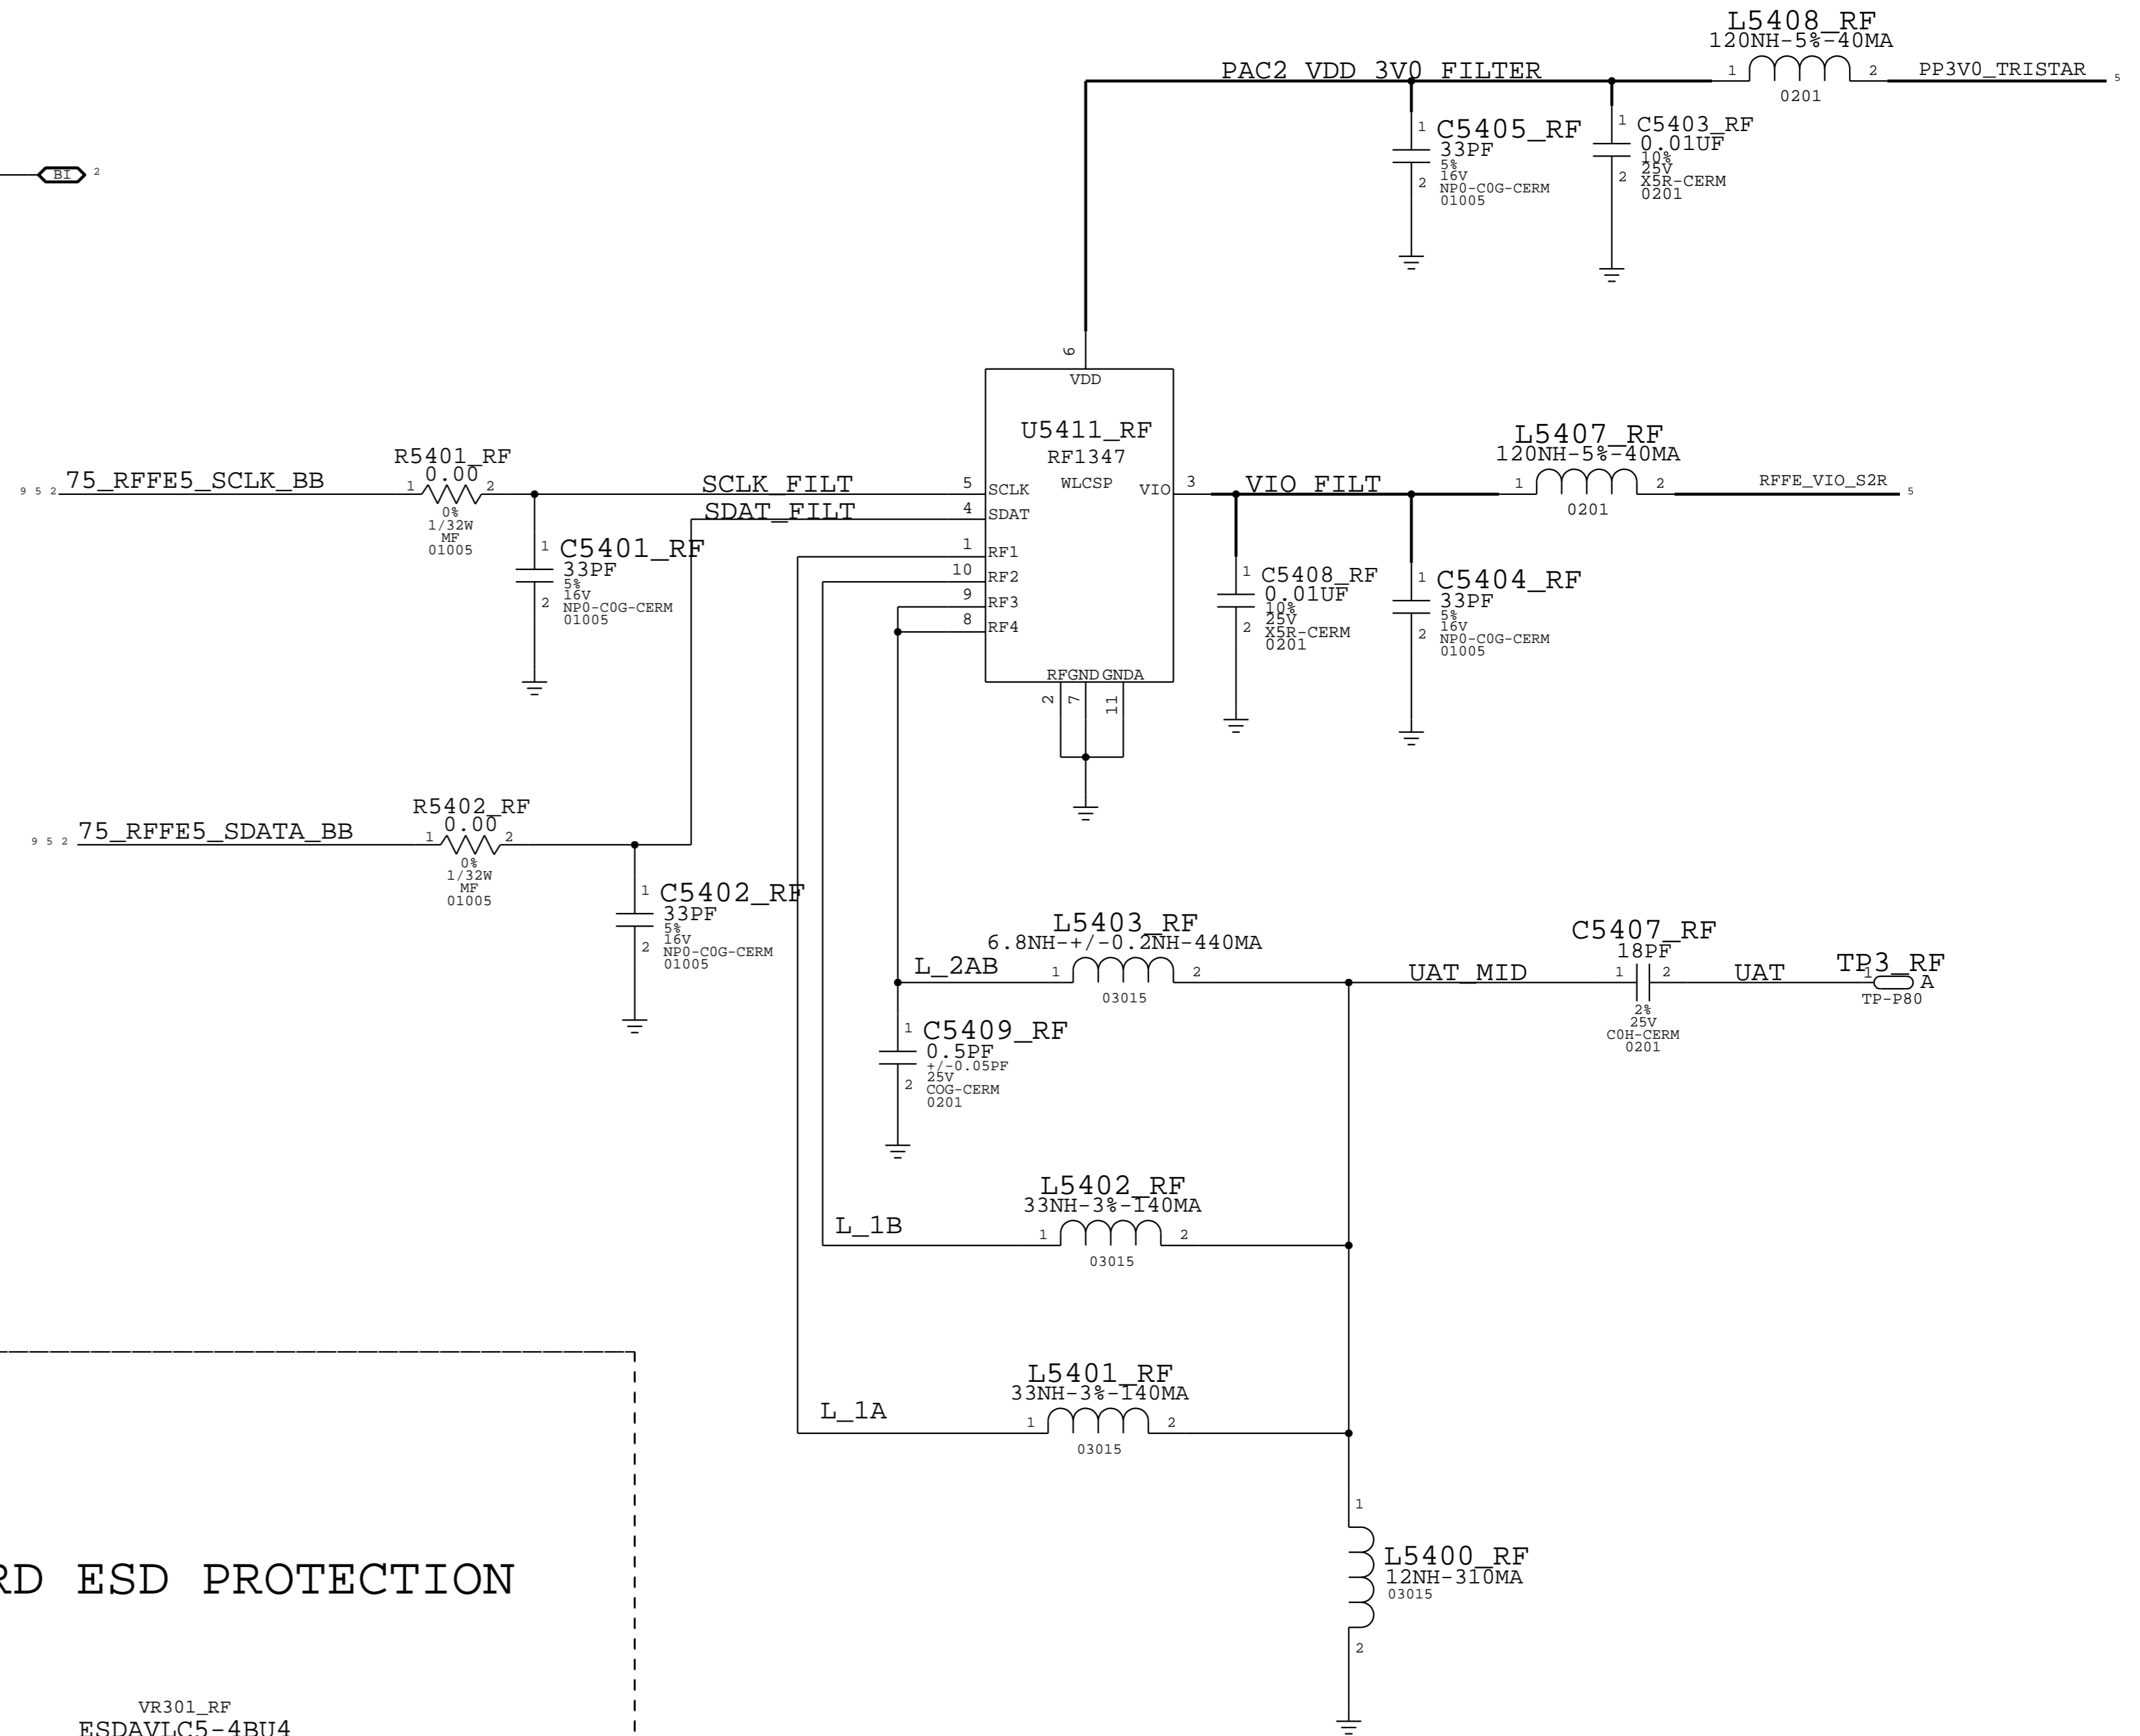 L5408_RF
120NH-5%-40MA
PAC2_VDD_3V0_FILTER
1
2
PP3V0_TRISTAR
5
0201
1
C5405_RF
33PF
5%
16V
2
NP0-C0G-CERM
01005
1
C5403_RF
0.01UF
10%
25V
2
X5R-CERM
0201
BI
2
6
VDD
U5411_RF
RF1347
WLCSP
5
SCLK
4
SDAT
1
RF1
10
RF2
9
RF3
8
RF4
VIO
3
RFGND
GNDA
2
7
11
R5401_RF
0.00
9 5 2
75_RFFE5_SCLK_BB
1
2
0%
1/32W
MF
01005
SCLK_FILT
SDAT_FILT
1
C5401_RF
33PF
5%
16V
2
NP0-C0G-CERM
01005
VIO_FILT
L5407_RF
120NH-5%-40MA
1
2
RFFE_VIO_S2R
5
0201
1
C5408_RF
0.01UF
10%
25V
2
X5R-CERM
0201
1
C5404_RF
33PF
5%
16V
2
NP0-C0G-CERM
01005
R5402_RF
0.00
9 5 2
75_RFFE5_SDATA_BB
1
2
0%
1/32W
MF
01005
1
C5402_RF
33PF
5%
16V
2
NP0-C0G-CERM
01005
L5403_RF
6.8NH-+/-0.2NH-440MA
L_2AB
1
2
03015
UAT_MID
C5407_RF
18PF
1
2
2%
25V
C0H-CERM
0201
UAT
TP3_RF
1
A
TP-P80
1
C5409_RF
0.5PF
+/-0.05PF
25V
2
COG-CERM
0201
L5402_RF
33NH-3%-140MA
L_1B
1
2
03015
L5401_RF
33NH-3%-140MA
L_1A
1
2
03015
1
L5400_RF
12NH-310MA
03015
2
RD ESD PROTECTION
VR301_RF
ESDAVLC5-4BU4